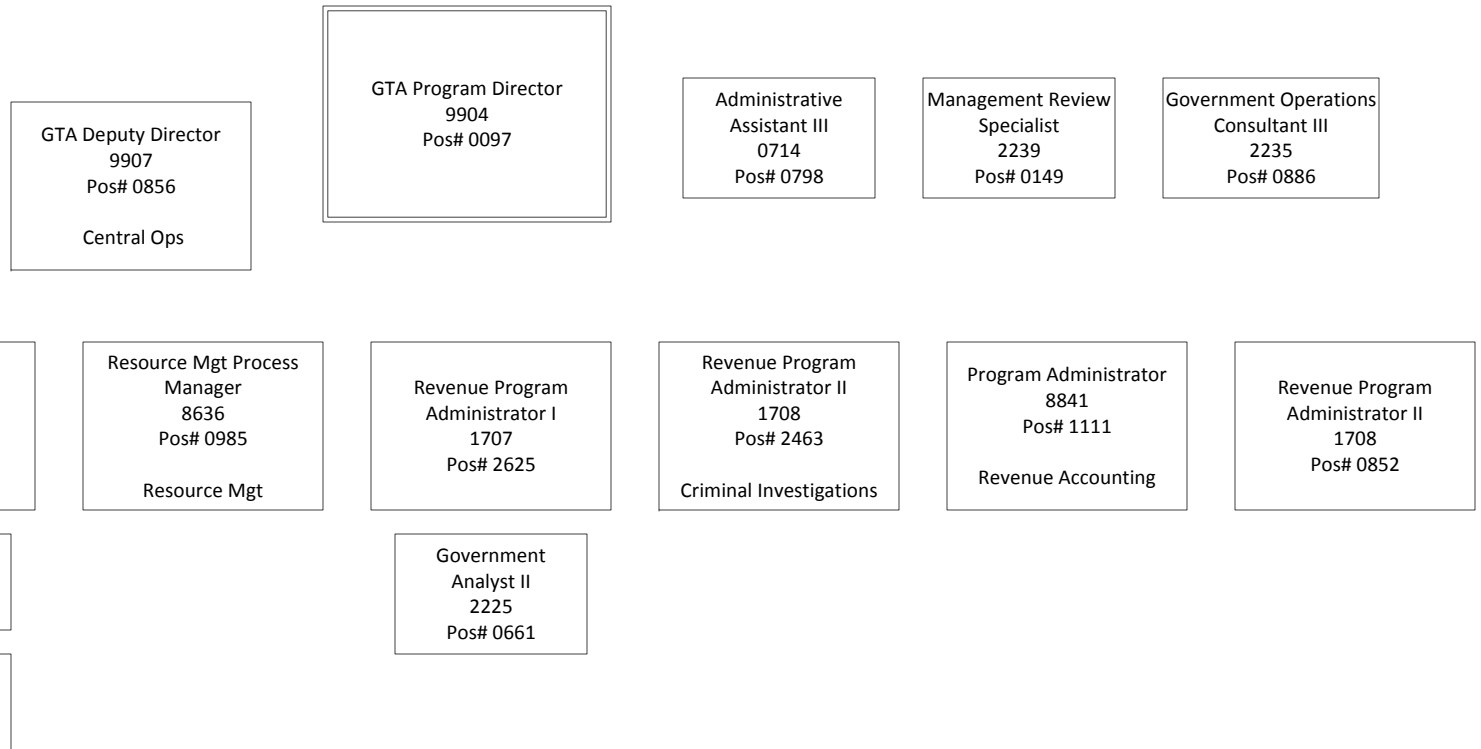 GTA Program Director
9904
Pos# 0097
GTA Deputy Director
9907
Pos# 0856
Central Ops
Administrative
Assistant III
0714
Pos# 0798
Management Review
Specialist
2239
Pos# 0149
Government Operations
Consultant III
2235
Pos# 0886
Resource Mgt Process
Manager
8636
Pos# 0985
Resource Mgt
Revenue Program
Administrator I
1707
Pos# 2625
Revenue Program
Administrator II
1708
Pos# 2463
Criminal Investigations
Program Administrator
8841
Pos# 1111
Revenue Accounting
Revenue Program
Administrator II
1708
Pos# 0852
Government
Analyst II
2225
Pos# 0661